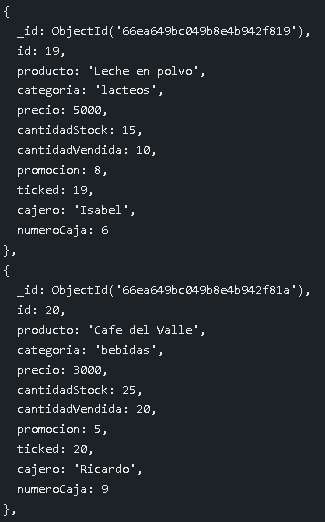 {
_id: ObjectId('66ea649bc049b8e4b942f819'),
id: 19,
producto: 'Leche en polvo',
categoria: 'lacteos',
precio: 5000,
cantidadStock: 15,
cantidadVendida: 10,
promocion: 8,
ticked: 19,
cajero: 'Isabel',
numeroCaja: 6
},
{
_id: ObjectId('66ea649bc049b8e4b942f81a'),
id: 20,
producto: 'Cafe del Valle',
categoria: 'bebidas',
precio: 3000,
cantidadStock: 25,
cantidadVendida: 20,
promocion: 5,
ticked: 20,
cajero: 'Ricardo',
numeroCaja: 9
},